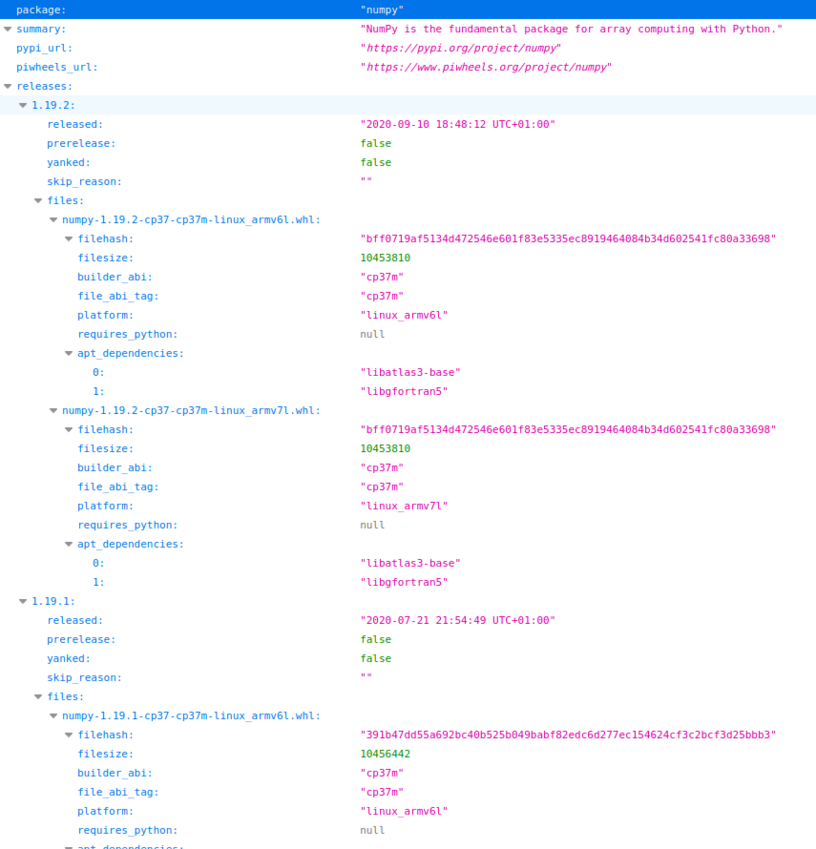 package: "numpy"
summary: "NumPy is the fundamental package for array computing with Python."
pypi_url: "https://pypi.org/project/numpy"
piwheels_url: "https://www.piwheels.org/project/numpy"
releases:
1.19.2:
released: "2020-09-10 18:48:12 UTC+01:00"
prerelease: false
yanked: false
skip_reason: ""
files:
numpy-1.19.2-cp37-cp37m-linux_armv6l.whl:
filehash: "bff0719af5134d472546e601f83e5335ec8919464084b34d602541fc80a33698"
filesize: 10453810
builder_abi: "cp37m"
file_abi_tag: "cp37m"
platform: "linux_armv6l"
requires_python: null
apt_dependencies:
0: "libatlas3-base"
1: "libgfortran5"
numpy-1.19.2-cp37-cp37m-linux_armv7l.whl:
filehash: "bff0719af5134d472546e601f83e5335ec8919464084b34d602541fc80a33698"
filesize: 10453810
builder_abi: "cp37m"
file_abi_tag: "cp37m"
platform: "linux_armv7l"
requires_python: null
apt_dependencies:
0: "libatlas3-base"
1: "libgfortran5"
1.19.1:
released: "2020-07-21 21:54:49 UTC+01:00"
prerelease: false
yanked: false
skip_reason: ""
files:
numpy-1.19.1-cp37-cp37m-linux_armv6l.whl:
filehash: "391b47dd55a692bc40b525b049babf82edc6d277ec154624cf3c2bcf3d25bbb3"
filesize: 10456442
builder_abi: "cp37m"
file_abi_tag: "cp37m"
platform: "linux_armv6l"
requires_python: null
apt_dependencies: